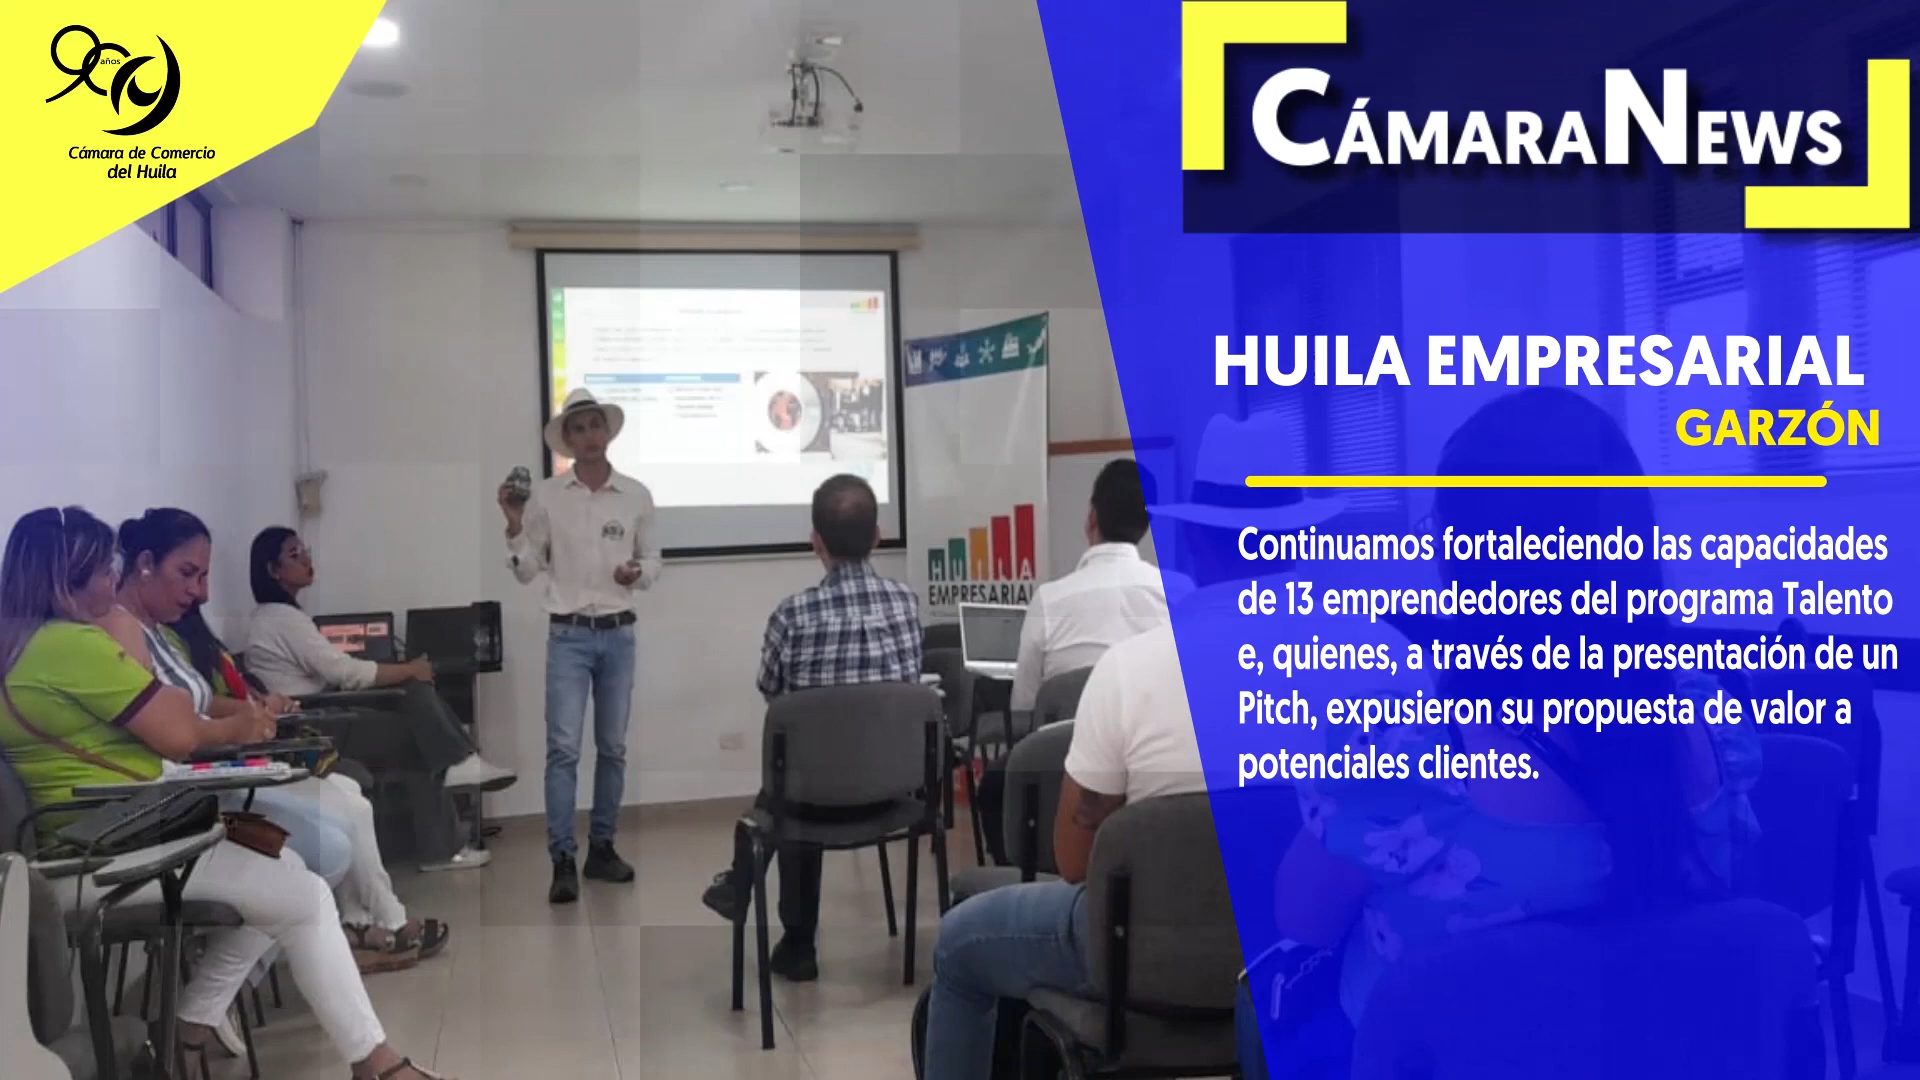 años
Cámara de Comercio
del Huila
CÁMARANEWS
HUILA EMPRESARIAL
GARZÓN
Continuamos fortaleciendo las capacidades
de 13 emprendedores del programa Talento
e, quienes, a través de la presentación de un
Pitch, expusieron su propuesta de valor a
potenciales clientes.
HUILA
EMPRESARIAL